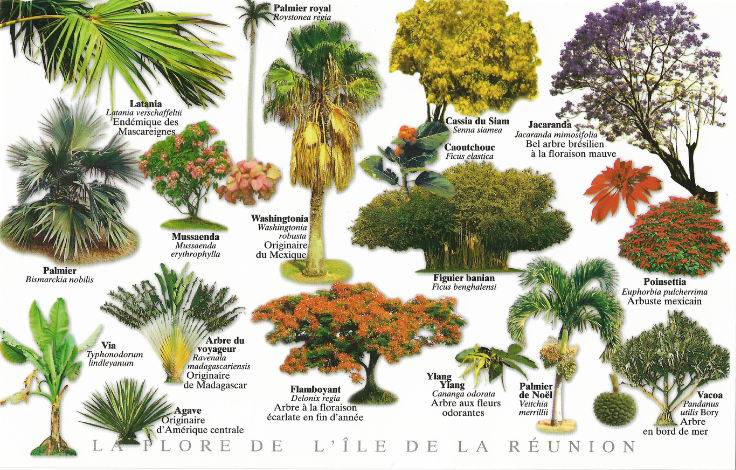 Palmier royal
Roystonea regia
Latania
Latania verschaffeltii
Endémique des
Mascareignes
Cassia du Siam
Senna siamea
Jacaranda
Jacaranda mimosifolia
Bel arbre brésilien
à la floraison mauve
Caoutchouc
Ficus elastica
Mussaenda
Mussaenda
erythrophylla
Washingtonia
Washingtonia
robusta
Originaire
du Mexique
Palmier
Bismarckia nobilis
Figuier banian
Ficus benghalensi
Poinsettia
Euphorbia pulcherrima
Arbuste mexicain
Via
Typhonodorum
lindleyanum
Arbre du
voyageur
Ravenala
madagascariensis
Originaire
de Madagascar
Agave
Originaire
d'Amérique centrale
Flamboyant
Delonix regia
Arbre à la floraison
écarlate en fin d'année
Ylang
Ylang
Cananga odorata
Arbre aux fleurs
odorantes
Palmier
de Noël
Veitchia
merrillii
Vacoa
Pandanus
utilis Bory
Arbre
en bord de mer
LA FLORE DE L'ÎLE DE LA RÉUNION